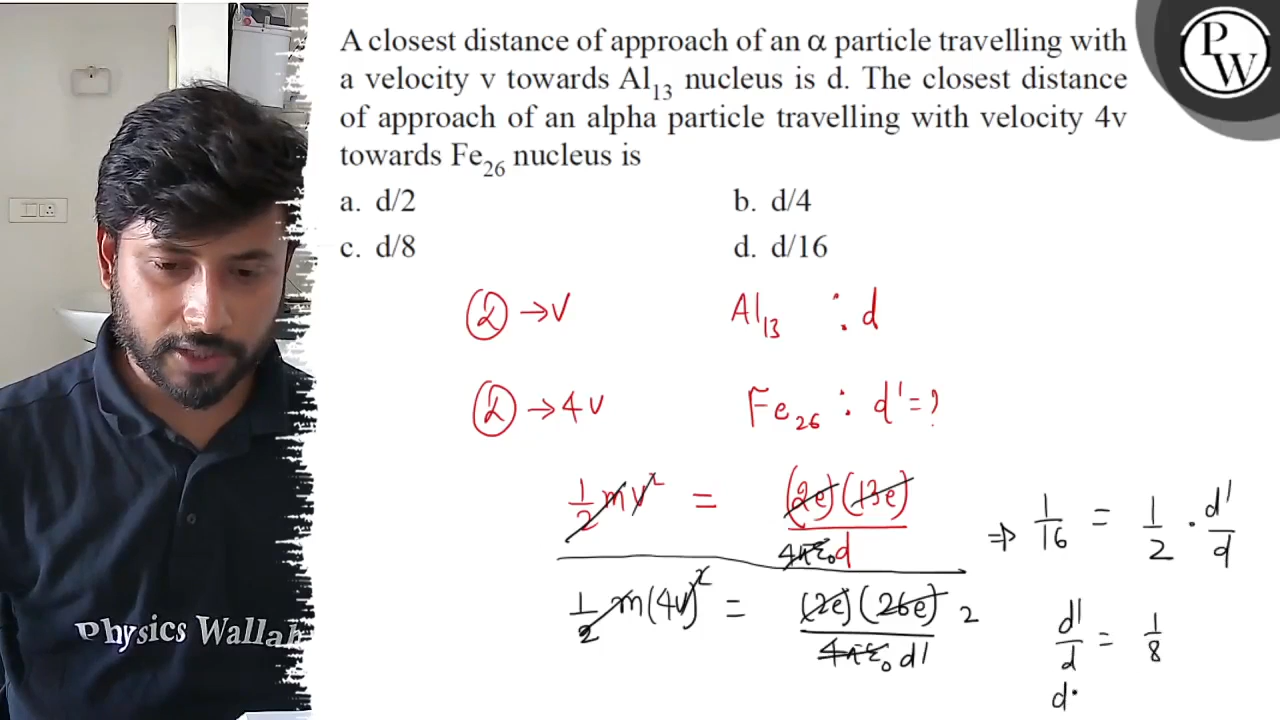 A closest distance of approach of an α particle travelling with
a velocity v towards Al₁₃ nucleus is d. The closest distance
of approach of an alpha particle travelling with velocity 4v
towards Fe₂₆ nucleus is
a. d/2
b. d/4
c. d/8
d. d/16
PW
α → v Al₁₃ : d
α → 4v Fe₂₆ : d' = ?
1/2 mv² = (2e)(13e) / 4πε₀d
1/2 m(4v)² = (2e)(26e) 2 / 4πε₀d'
⇒ 1/16 = 1/2 · d'/d
d'/d = 1/8
d'
Physics Wallah